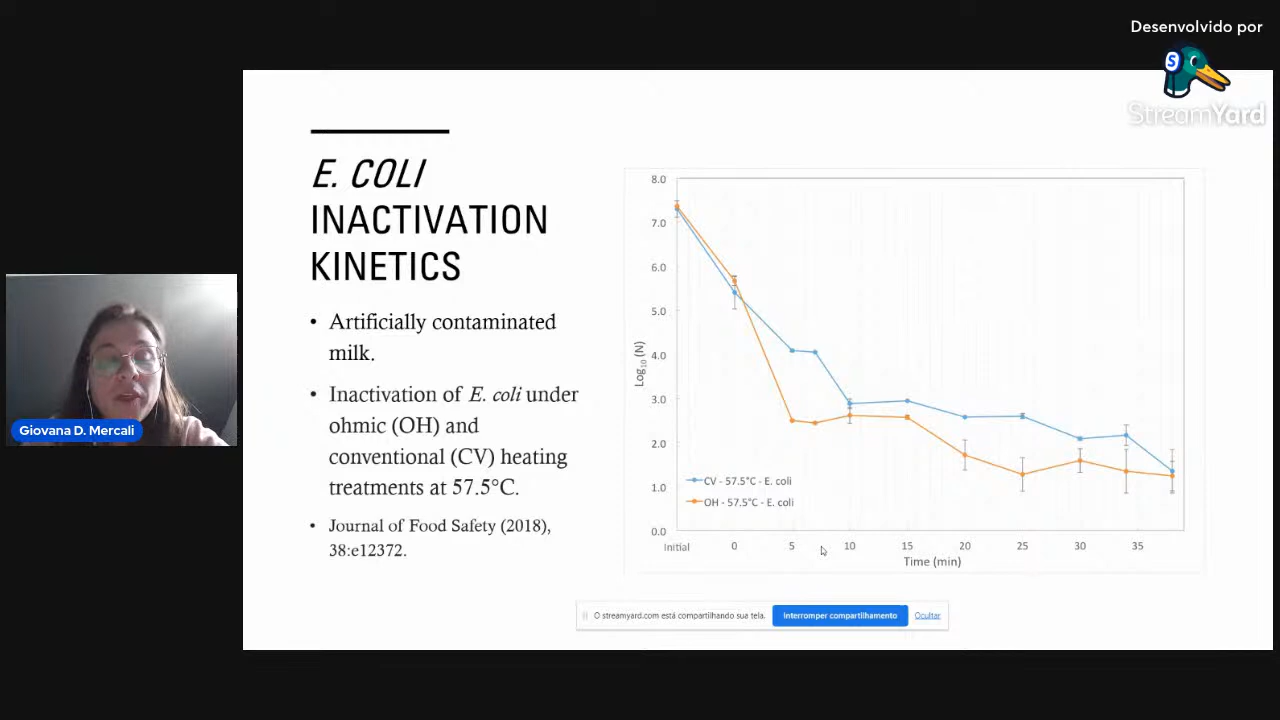 Desenvolvido por
StreamYard
E. COLI
INACTIVATION
KINETICS
• Artificially contaminated
milk.
• Inactivation of E. coli under
ohmic (OH) and
conventional (CV) heating
treatments at 57.5°C.
• Journal of Food Safety (2018),
38:e12372.
8.0
7.0
6.0
5.0
4.0
3.0
2.0
1.0
0.0
Log10 (N)
CV - 57.5°C - E. coli
OH - 57.5°C - E. coli
Initial 0 5 10 15 20 25 30 35
Time (min)
Giovana D. Mercali
O streamyard.com está compartilhando sua tela. Interromper compartilhamento Ocultar